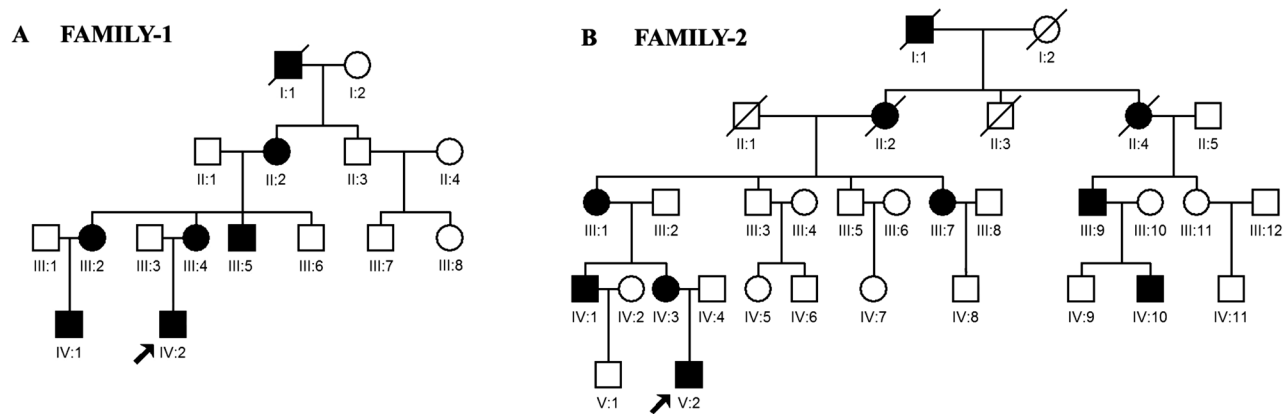 A FAMILY-1
I:1 I:2
II:1 II:2 II:3 II:4
III:1 III:2 III:3 III:4 III:5 III:6 III:7 III:8
IV:1 IV:2
B FAMILY-2
I:1 I:2
II:1 II:2 II:3 II:4 II:5
III:1 III:2 III:3 III:4 III:5 III:6 III:7 III:8 III:9 III:10 III:11 III:12
IV:1 IV:2 IV:3 IV:4 IV:5 IV:6 IV:7 IV:8 IV:9 IV:10 IV:11
V:1 V:2